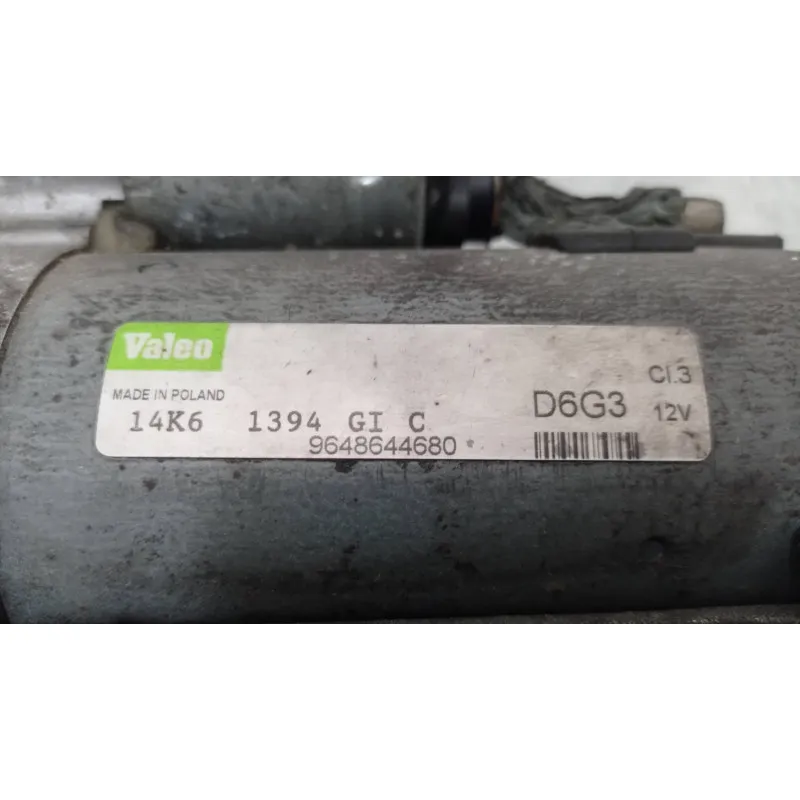 Valeo
MADE IN POLAND
14K6 1394 GI C
9648644680 *
D6G3
Cl.3
12V